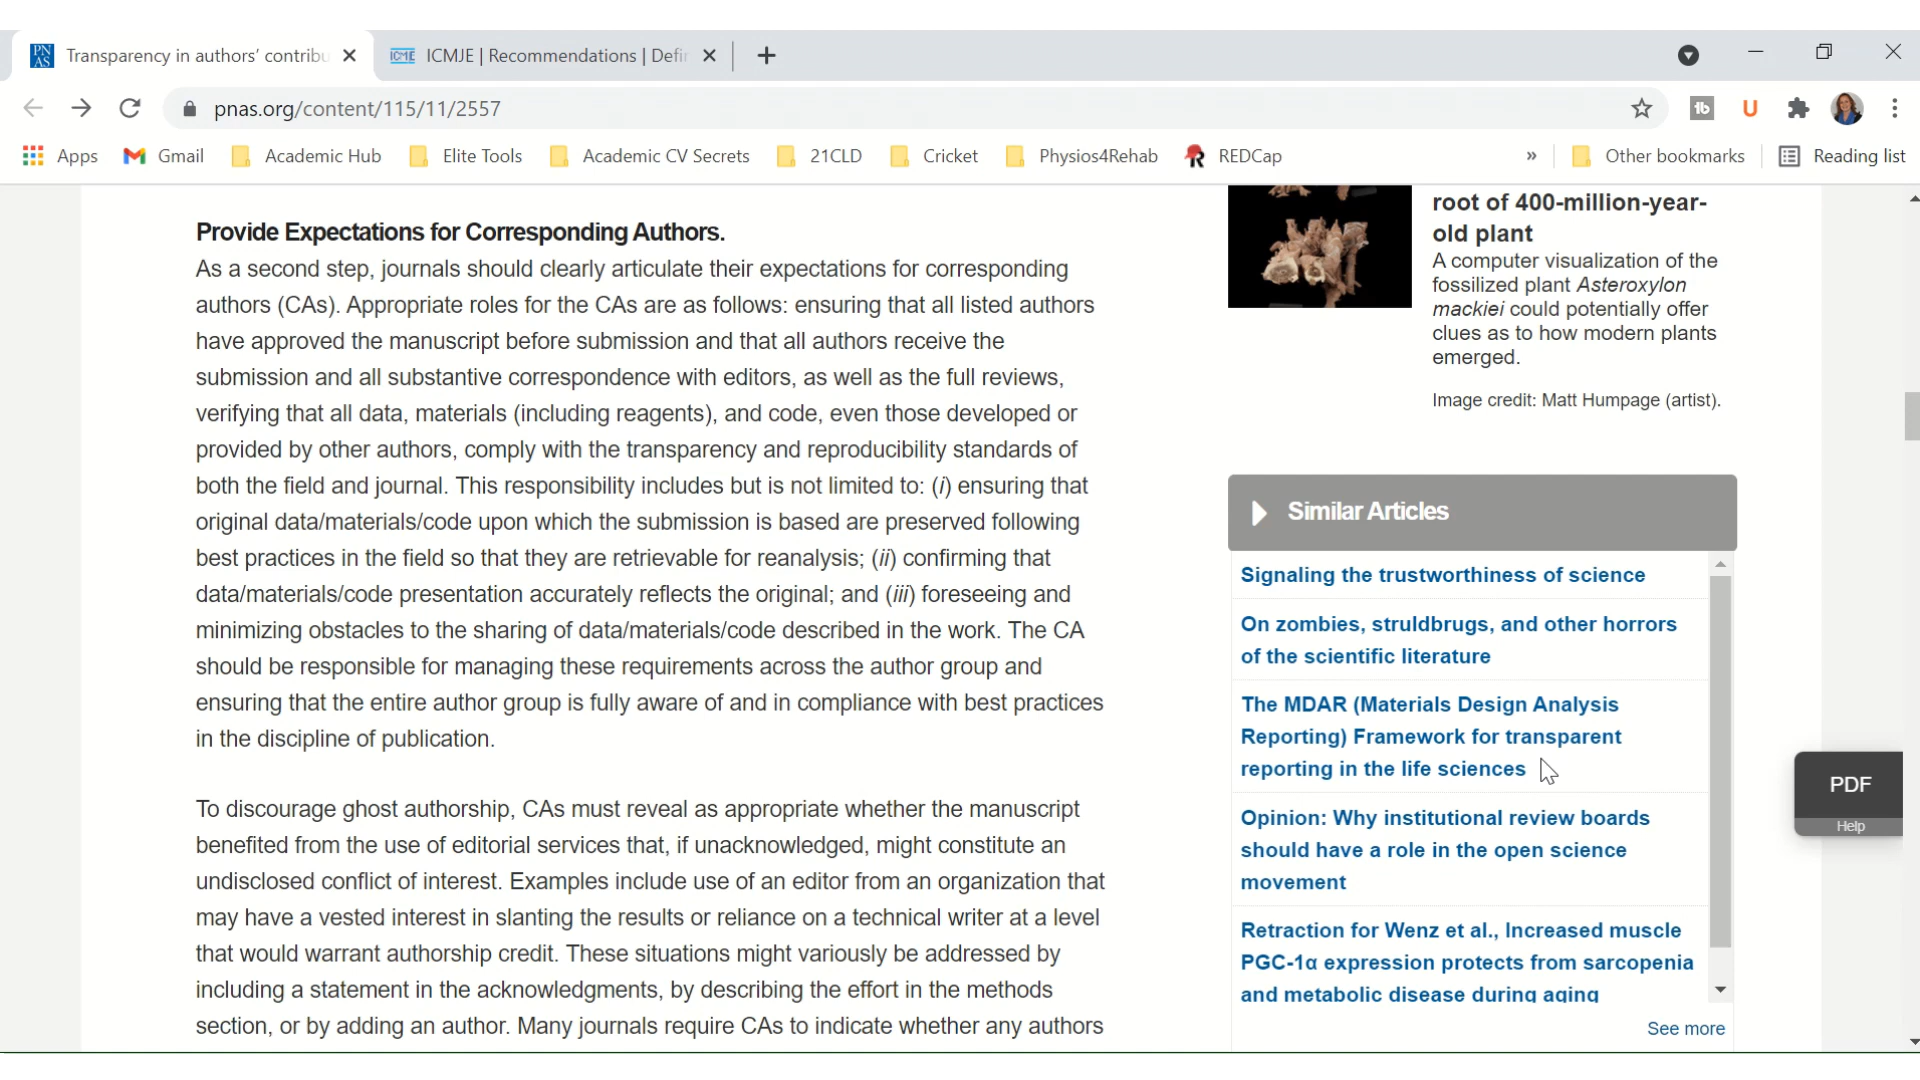 PN
AS
Transparency in authors' contribu
ICMJE
ICMJE | Recommendations | Defi
pnas.org/content/115/11/2557
tb
U
Apps
Gmail
Academic Hub
Elite Tools
Academic CV Secrets
21CLD
Cricket
Physios4Rehab
REDCap
»
Other bookmarks
Reading list
Provide Expectations for Corresponding Authors.
As a second step, journals should clearly articulate their expectations for corresponding
authors (CAs). Appropriate roles for the CAs are as follows: ensuring that all listed authors
have approved the manuscript before submission and that all authors receive the
submission and all substantive correspondence with editors, as well as the full reviews,
verifying that all data, materials (including reagents), and code, even those developed or
provided by other authors, comply with the transparency and reproducibility standards of
both the field and journal. This responsibility includes but is not limited to: (i) ensuring that
original data/materials/code upon which the submission is based are preserved following
best practices in the field so that they are retrievable for reanalysis; (ii) confirming that
data/materials/code presentation accurately reflects the original; and (iii) foreseeing and
minimizing obstacles to the sharing of data/materials/code described in the work. The CA
should be responsible for managing these requirements across the author group and
ensuring that the entire author group is fully aware of and in compliance with best practices
in the discipline of publication.
To discourage ghost authorship, CAs must reveal as appropriate whether the manuscript
benefited from the use of editorial services that, if unacknowledged, might constitute an
undisclosed conflict of interest. Examples include use of an editor from an organization that
may have a vested interest in slanting the results or reliance on a technical writer at a level
that would warrant authorship credit. These situations might variously be addressed by
including a statement in the acknowledgments, by describing the effort in the methods
section, or by adding an author. Many journals require CAs to indicate whether any authors
root of 400-million-year-
old plant
A computer visualization of the
fossilized plant Asteroxylon
mackiei could potentially offer
clues as to how modern plants
emerged.
Image credit: Matt Humpage (artist).
Similar Articles
Signaling the trustworthiness of science
On zombies, struldbrugs, and other horrors
of the scientific literature
The MDAR (Materials Design Analysis
Reporting) Framework for transparent
reporting in the life sciences
Opinion: Why institutional review boards
should have a role in the open science
movement
Retraction for Wenz et al., Increased muscle
PGC-1α expression protects from sarcopenia
and metabolic disease during aging
See more
PDF
Help